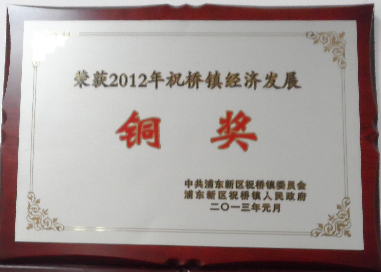 荣获2012年祝桥镇经济发展
铜奖
中共浦东新区祝桥镇委员会
浦东新区祝桥镇人民政府
二〇一三年元月